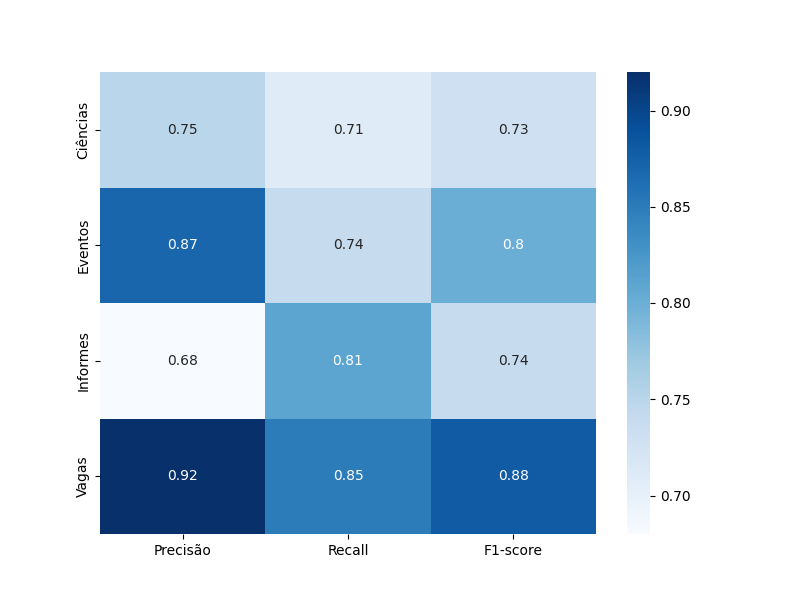 Ciências
0.75 0.71 0.73
Eventos
0.87 0.74 0.8
Informes
0.68 0.81 0.74
Vagas
0.92 0.85 0.88
Precisão Recall F1-score
0.90
0.85
0.80
0.75
0.70